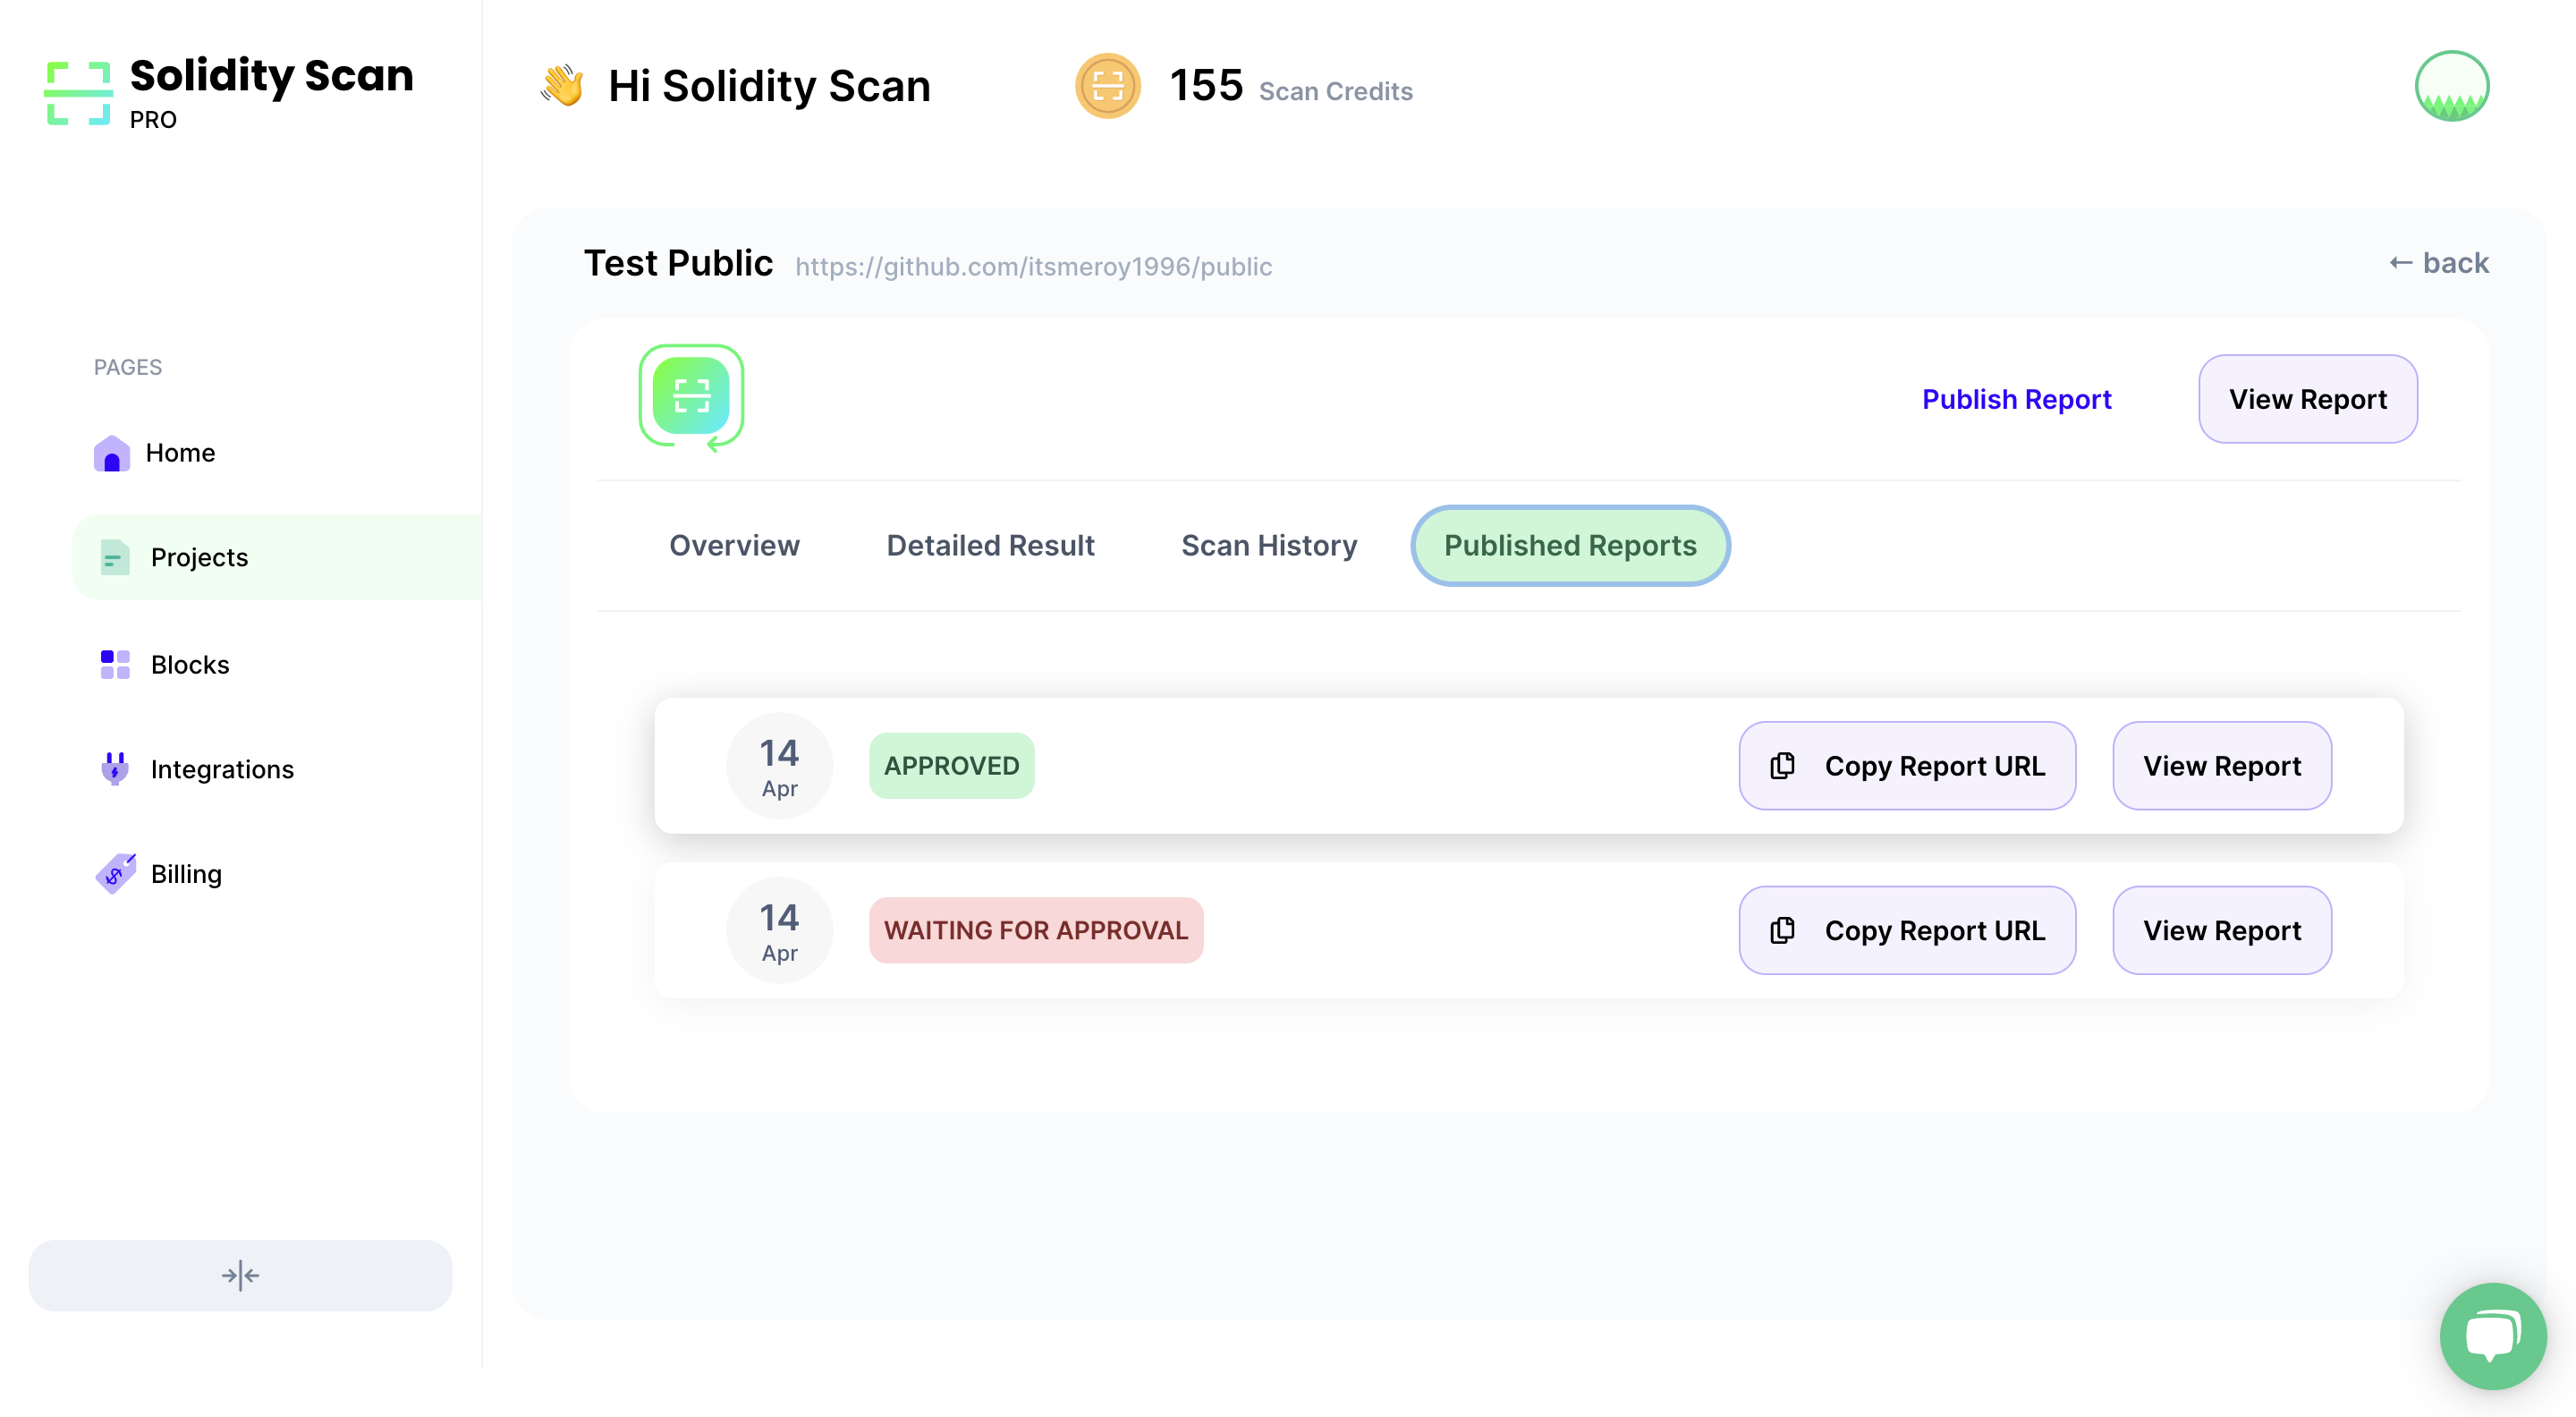 Solidity Scan
PRO
Hi Solidity Scan
155 Scan Credits
PAGES
Home
Projects
Blocks
Integrations
Billing
Test Public https://github.com/itsmeroy1996/public
← back
Publish Report
View Report
Overview
Detailed Result
Scan History
Published Reports
14
Apr
APPROVED
Copy Report URL
View Report
14
Apr
WAITING FOR APPROVAL
Copy Report URL
View Report